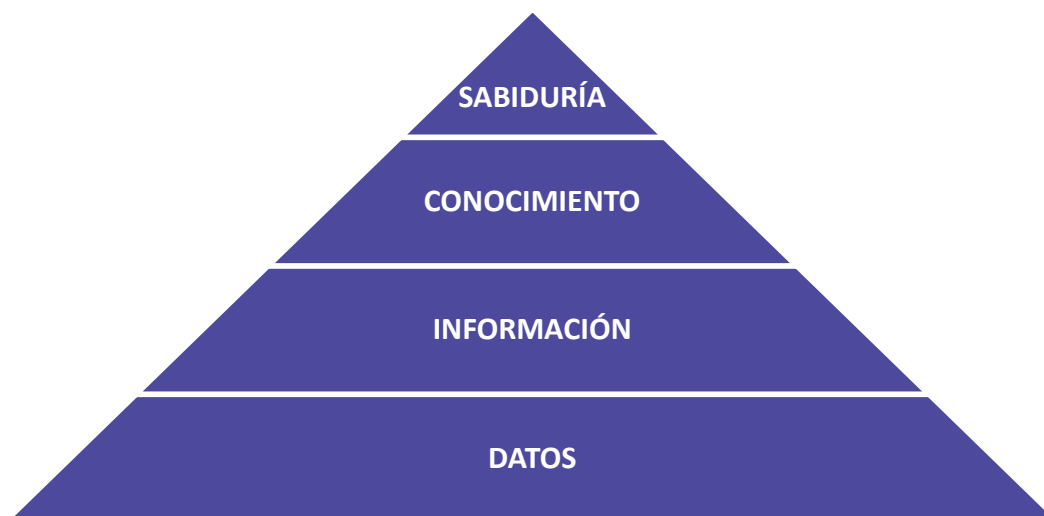 SABIDURÍA
CONOCIMIENTO
INFORMACIÓN
DATOS